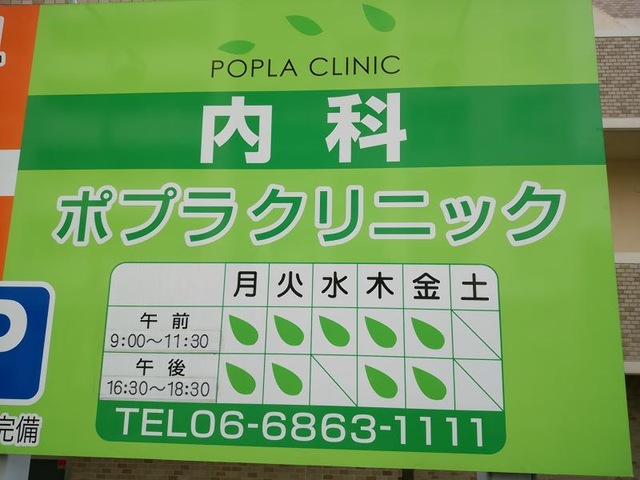 POPLA CLINIC
内科
ポプラクリニック
月 火 水 木 金 土
午前
9:00～11:30
午後
16:30～18:30
TEL06-6863-1111
P
完備